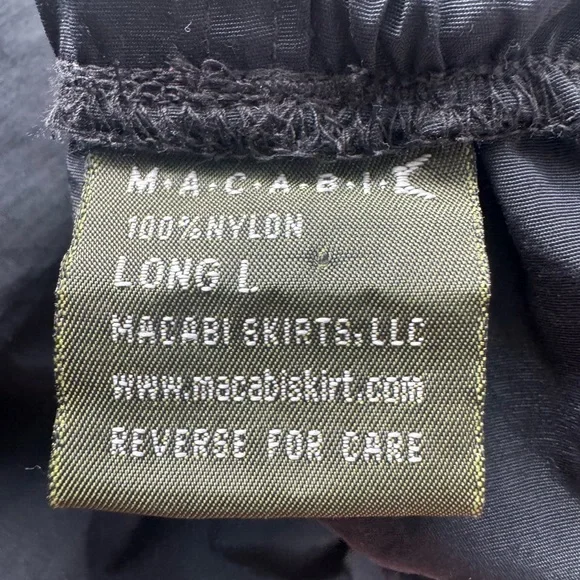 M·A·C·A·B·I·
100%NYLON
LONG L
MACABI SKIRTS, LLC
www.macabiskirt.com
REVERSE FOR CARE